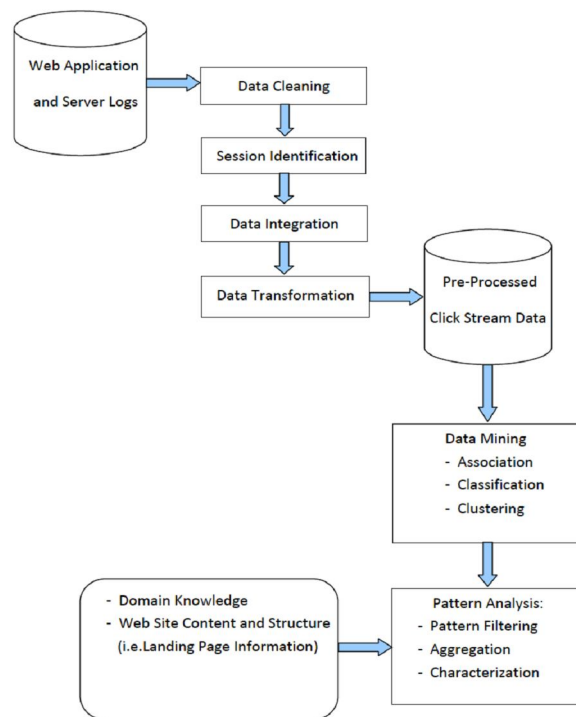 Web Application
and Server Logs
Data Cleaning
Session Identification
Data Integration
Data Transformation
Pre-Processed
Click Stream Data
Data Mining
- Association
- Classification
- Clustering
- Domain Knowledge
- Web Site Content and Structure
(i.e.Landing Page Information)
Pattern Analysis:
- Pattern Filtering
- Aggregation
- Characterization